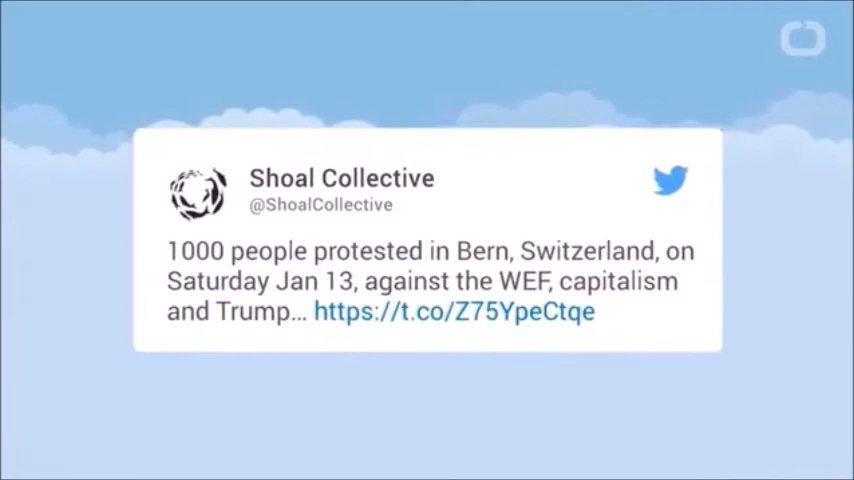 Shoal Collective
@ShoalCollective
1000 people protested in Bern, Switzerland, on
Saturday Jan 13, against the WEF, capitalism
and Trump... https://t.co/Z75YpeCtqe